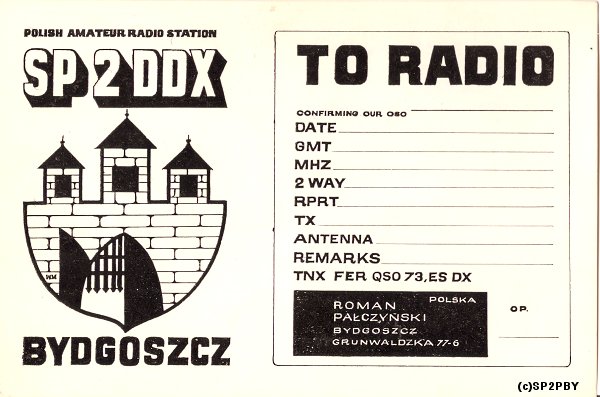 POLISH AMATEUR RADIO STATION
SP 2 DDX
WM
BYDGOSZCZ
TO RADIO
CONFIRMING OUR QSO
DATE
GMT
MHZ
2 WAY
RPRT
TX
ANTENNA
REMARKS
TNX FER QSO 73, ES DX
POLSKA
ROMAN
PAŁCZYŃSKI
BYDGOSZCZ
GRUNWALDZKA 77-6
OP.
(c)SP2PBY